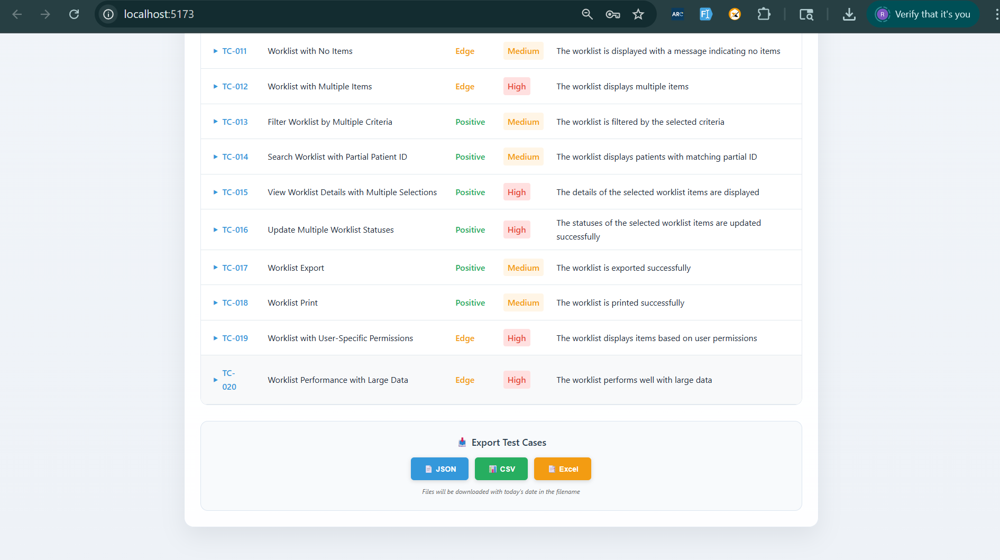 localhost:5173
ARC
FI
R
Verify that it's you
TC-011 Worklist with No Items Edge Medium The worklist is displayed with a message indicating no items
TC-012 Worklist with Multiple Items Edge High The worklist displays multiple items
TC-013 Filter Worklist by Multiple Criteria Positive Medium The worklist is filtered by the selected criteria
TC-014 Search Worklist with Partial Patient ID Positive Medium The worklist displays patients with matching partial ID
TC-015 View Worklist Details with Multiple Selections Positive High The details of the selected worklist items are displayed
TC-016 Update Multiple Worklist Statuses Positive High The statuses of the selected worklist items are updated
successfully
TC-017 Worklist Export Positive Medium The worklist is exported successfully
TC-018 Worklist Print Positive Medium The worklist is printed successfully
TC-019 Worklist with User-Specific Permissions Edge High The worklist displays items based on user permissions
TC-
020 Worklist Performance with Large Data Edge High The worklist performs well with large data
Export Test Cases
JSON CSV Excel
Files will be downloaded with today's date in the filename